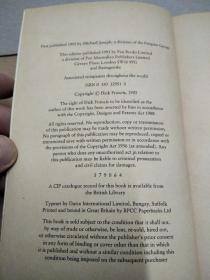 First published 1993 by Michael Joseph, a division of the Penguin Group
This edition published 1993 by Pan Books Limited
a division of Pan Macmillan Publishers Limited
Cavaye Place London SW10 9PG
and Basingstoke
Associated companies throughout the world
ISBN 0 330
Copyright © Dick Francis,
The right of Dick Francis to be identified as the
author of this work has been asserted by him in accordance
with the Copyright, Designs and Patents Act 1988.
All rights reserved. No reproduction, copy or transmission of
this publication may be made without written permission.
No paragraph of this publication may be reproduced, copied or
transmitted save with written permission or in accordance with
the provisions of the Copyright Act 1956 (as amended). Any
person who does any unauthorised act in relation to
this publication may be liable to criminal prosecution
and civil claims for damages.
1 7 9 8 6 4
A CIP catalogue record for this book is available from
the British Library
Typeset by Datix International Limited, Bungay, Suffolk
Printed and bound in Great Britain by BPCC Paperbacks Ltd
This book is sold subject to the condition that it shall not,
by way of trade or otherwise, be lent, re-sold, hired out,
or otherwise circulated without the publisher's prior consent
in any form of binding or cover other than that in which
it is published and without a similar condition including this
condition being imposed on the subsequent purchaser